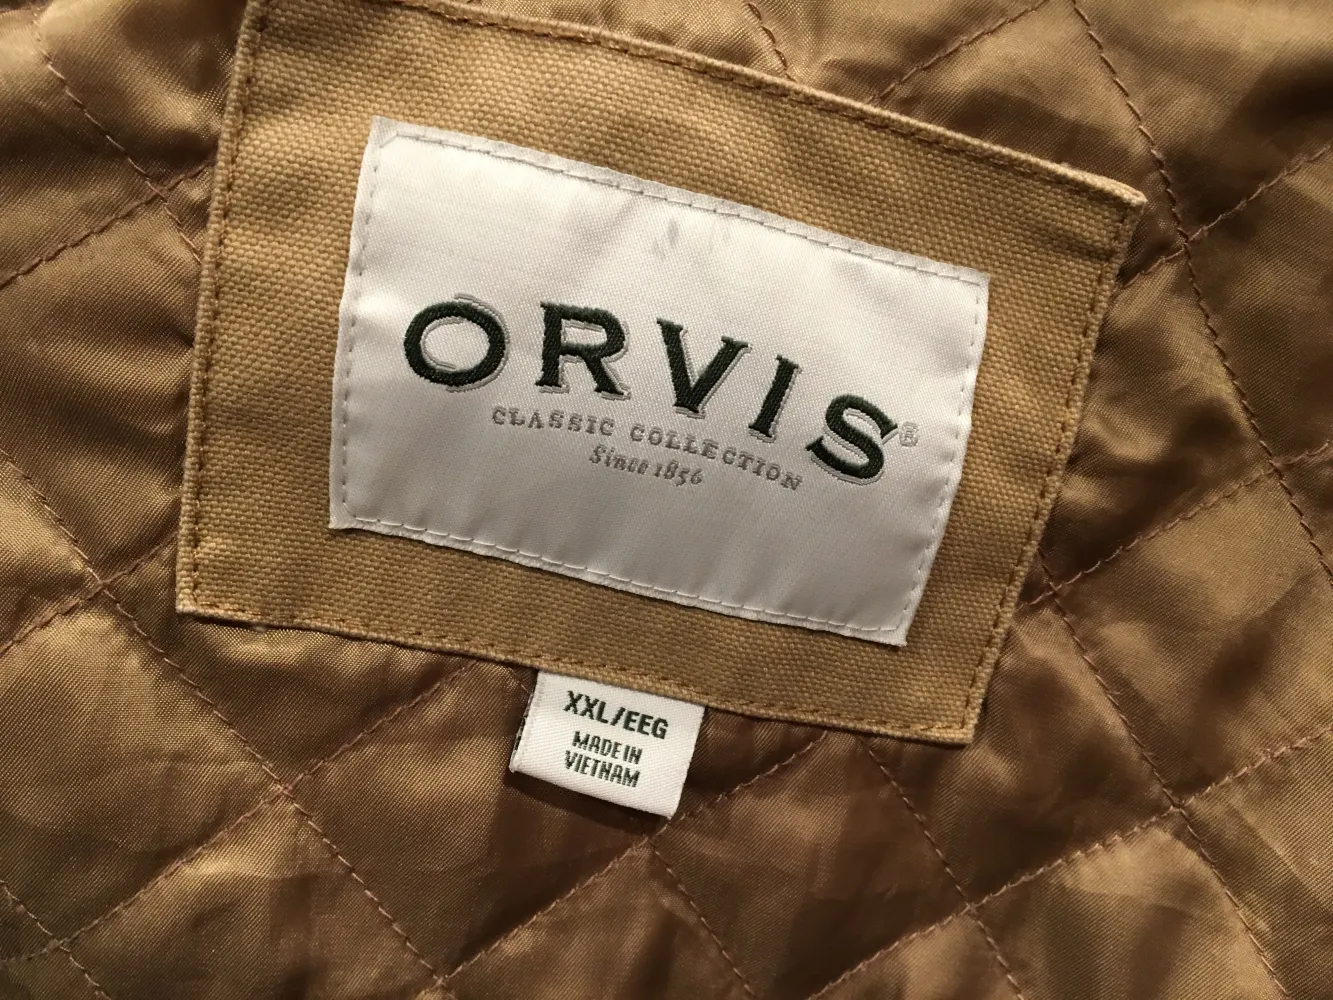 ORVIS®
CLASSIC COLLECTION
Since 1856
XXL/EEG
MADE IN
VIETNAM